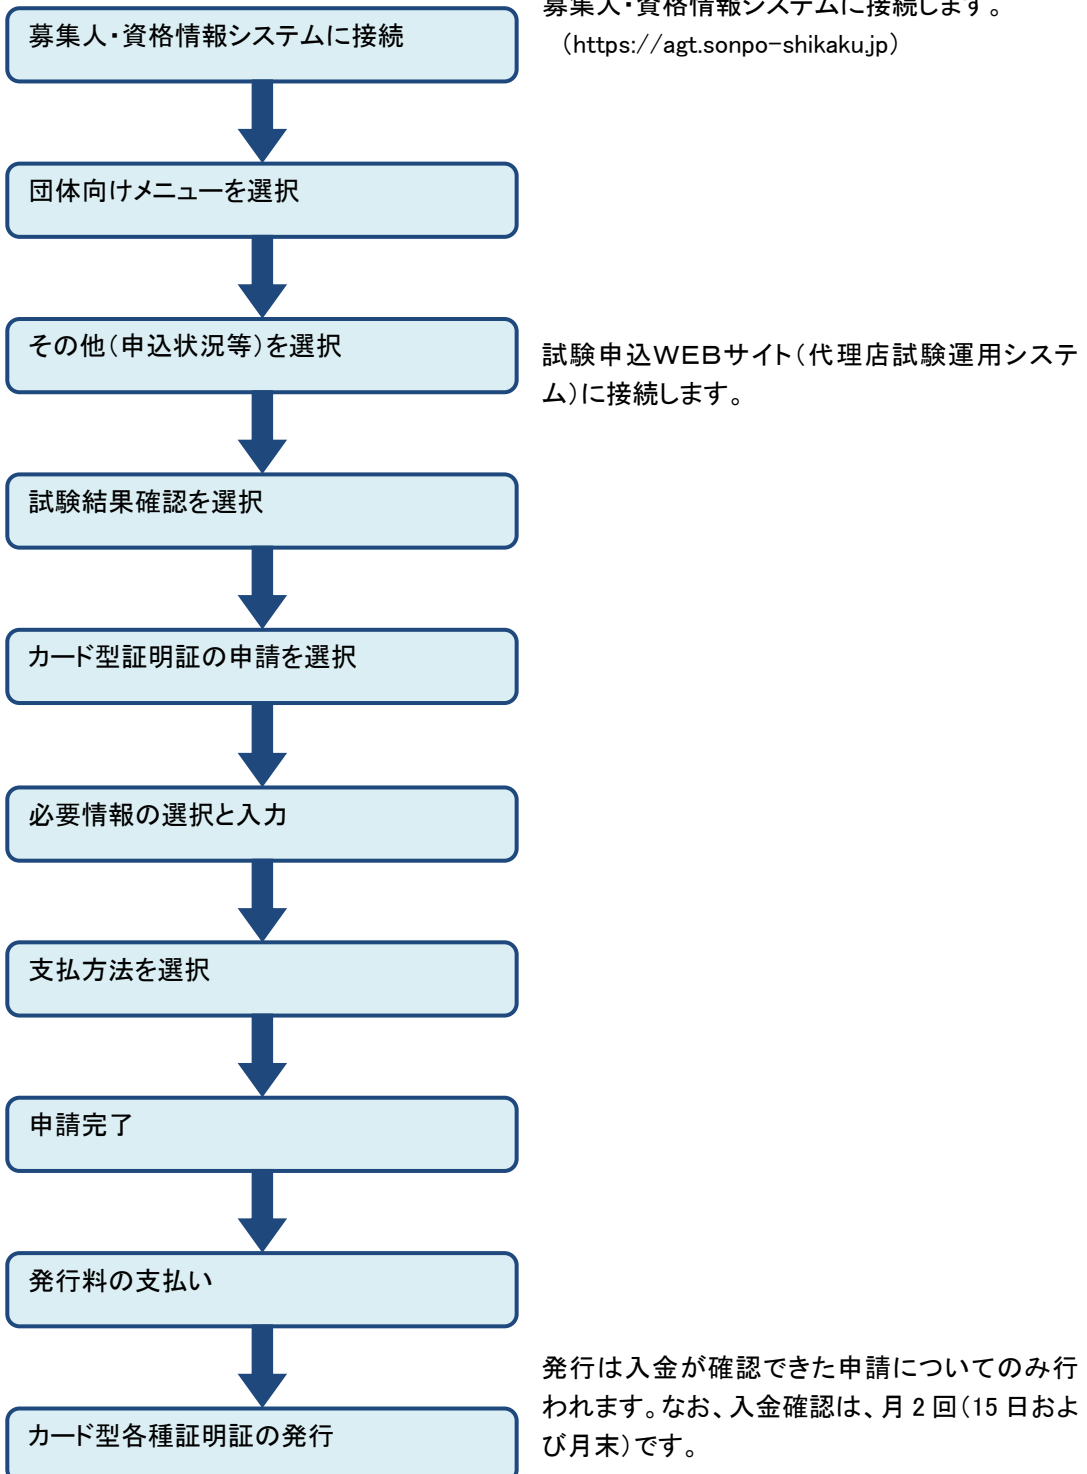 募集人・資格情報システムに接続します。
募集人・資格情報システムに接続
（https://agt.sonpo-shikaku.jp）
団体向けメニューを選択
その他（申込状況等）を選択
試験申込ＷＥＢサイト（代理店試験運用システ
ム）に接続します。
試験結果確認を選択
カード型証明証の申請を選択
必要情報の選択と入力
支払方法を選択
申請完了
発行料の支払い
発行は入金が確認できた申請についてのみ行
われます。なお、入金確認は、月 2 回（15 日およ
び月末）です。
カード型各種証明証の発行